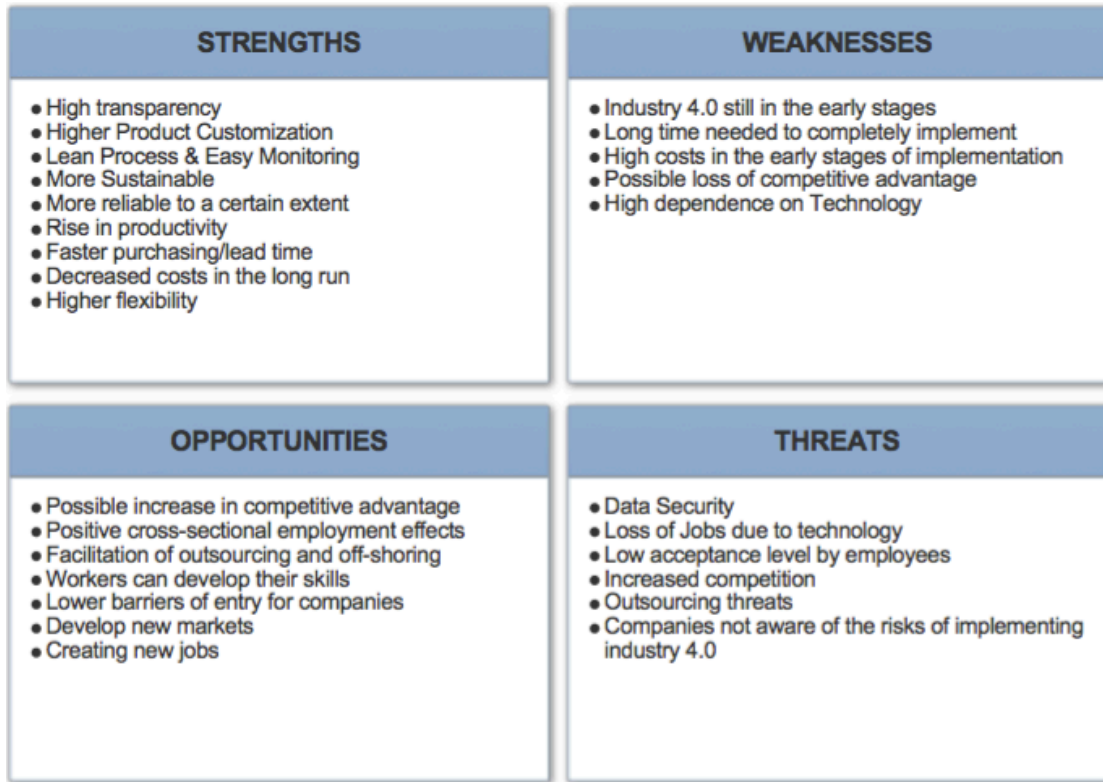 STRENGTHS
• High transparency
• Higher Product Customization
• Lean Process & Easy Monitoring
• More Sustainable
• More reliable to a certain extent
• Rise in productivity
• Faster purchasing/lead time
• Decreased costs in the long run
• Higher flexibility
WEAKNESSES
• Industry 4.0 still in the early stages
• Long time needed to completely implement
• High costs in the early stages of implementation
• Possible loss of competitive advantage
• High dependence on Technology
OPPORTUNITIES
• Possible increase in competitive advantage
• Positive cross-sectional employment effects
• Facilitation of outsourcing and off-shoring
• Workers can develop their skills
• Lower barriers of entry for companies
• Develop new markets
• Creating new jobs
THREATS
• Data Security
• Loss of Jobs due to technology
• Low acceptance level by employees
• Increased competition
• Outsourcing threats
• Companies not aware of the risks of implementing
industry 4.0